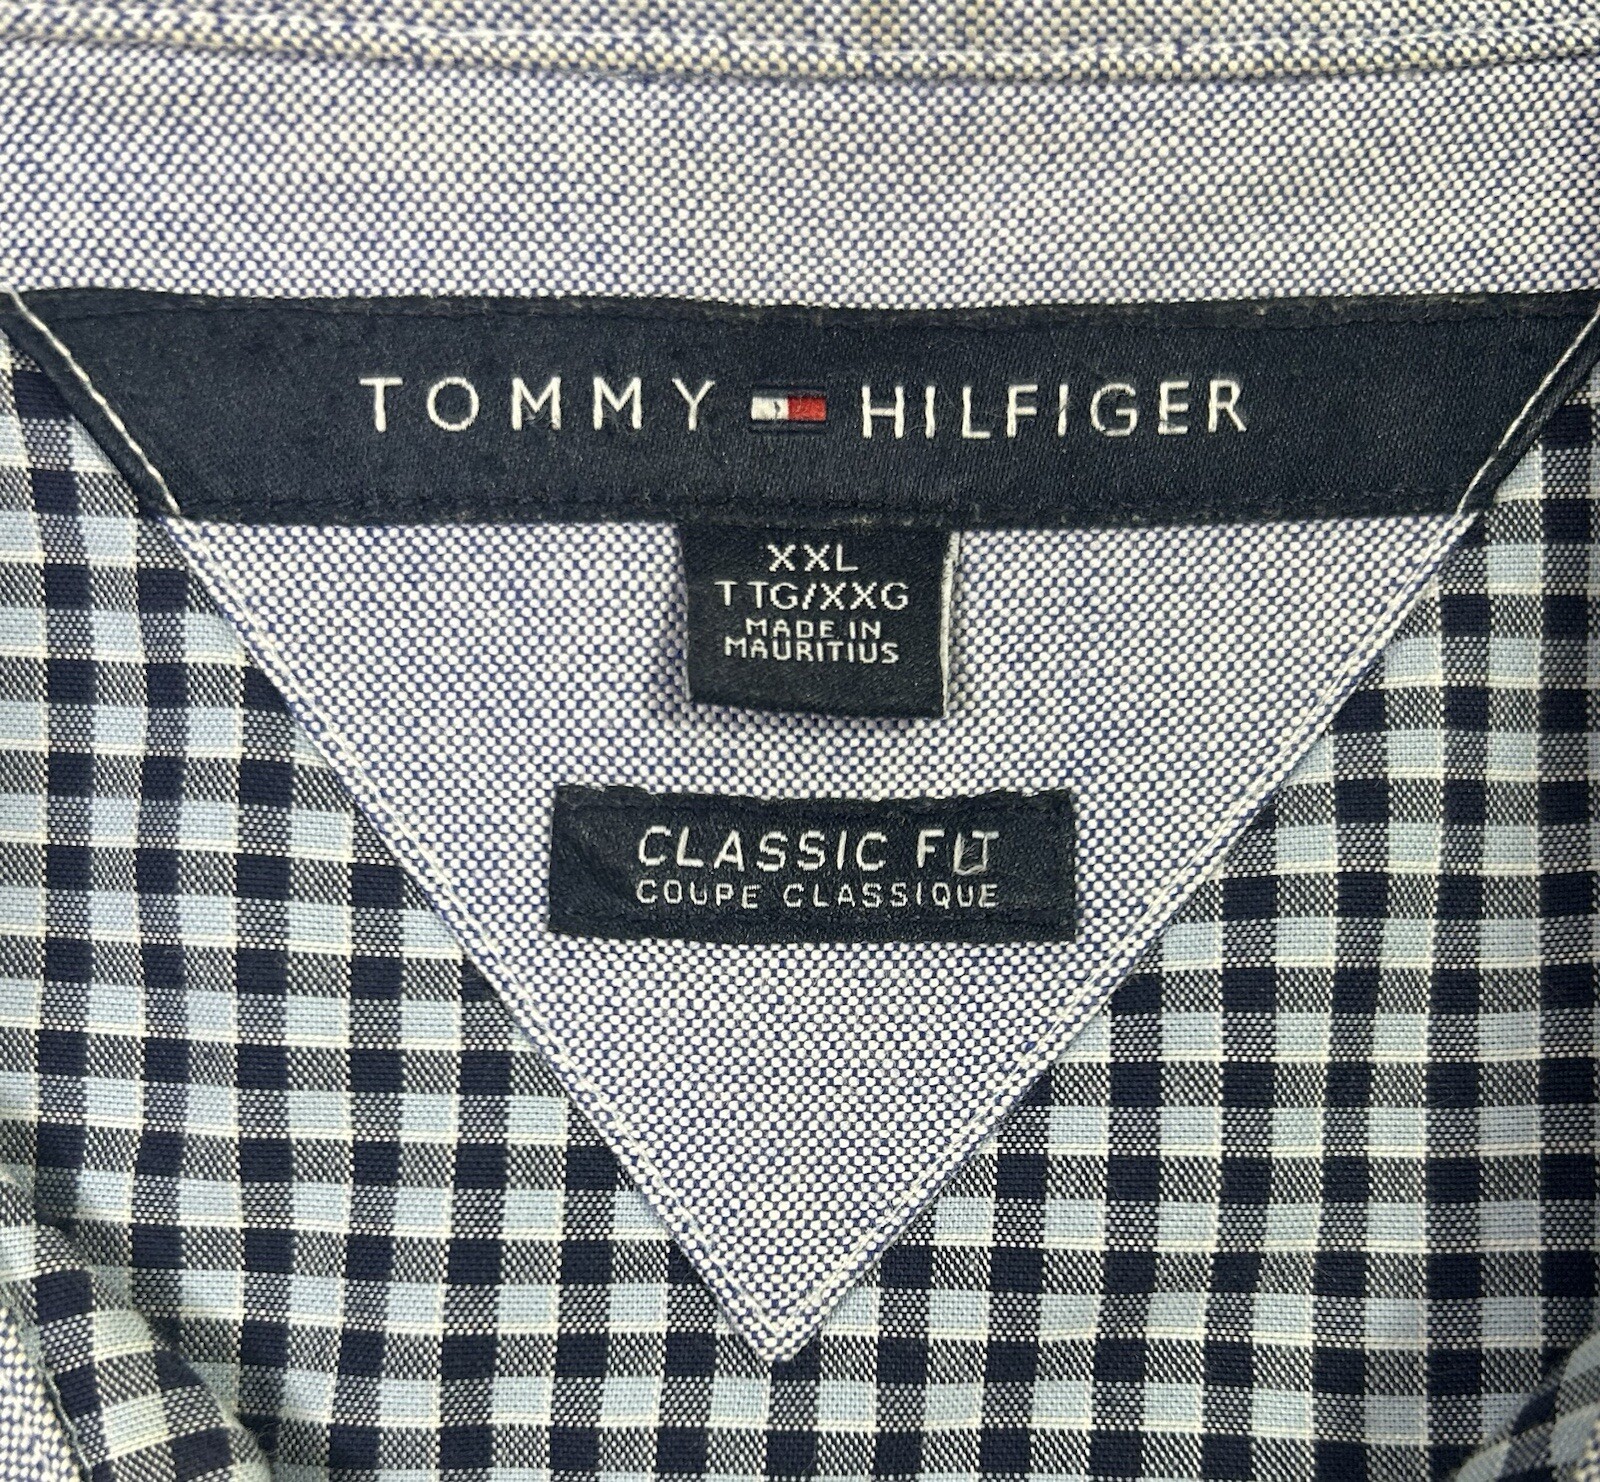 TOMMY HILFIGER
XXL
TTG/XXG
MADE IN
MAURITIUS
CLASSIC FIT
COUPE CLASSIQUE